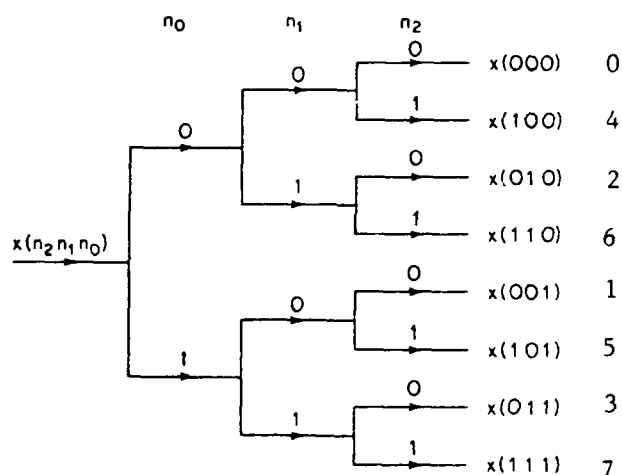 n0 n1 n2
0 x(000) 0
0
1 x(100) 4
0
0 x(010) 2
1
1 x(110) 6
x(n2n1n0)
0 x(001) 1
0
1 x(101) 5
1
0 x(011) 3
1
1 x(111) 7